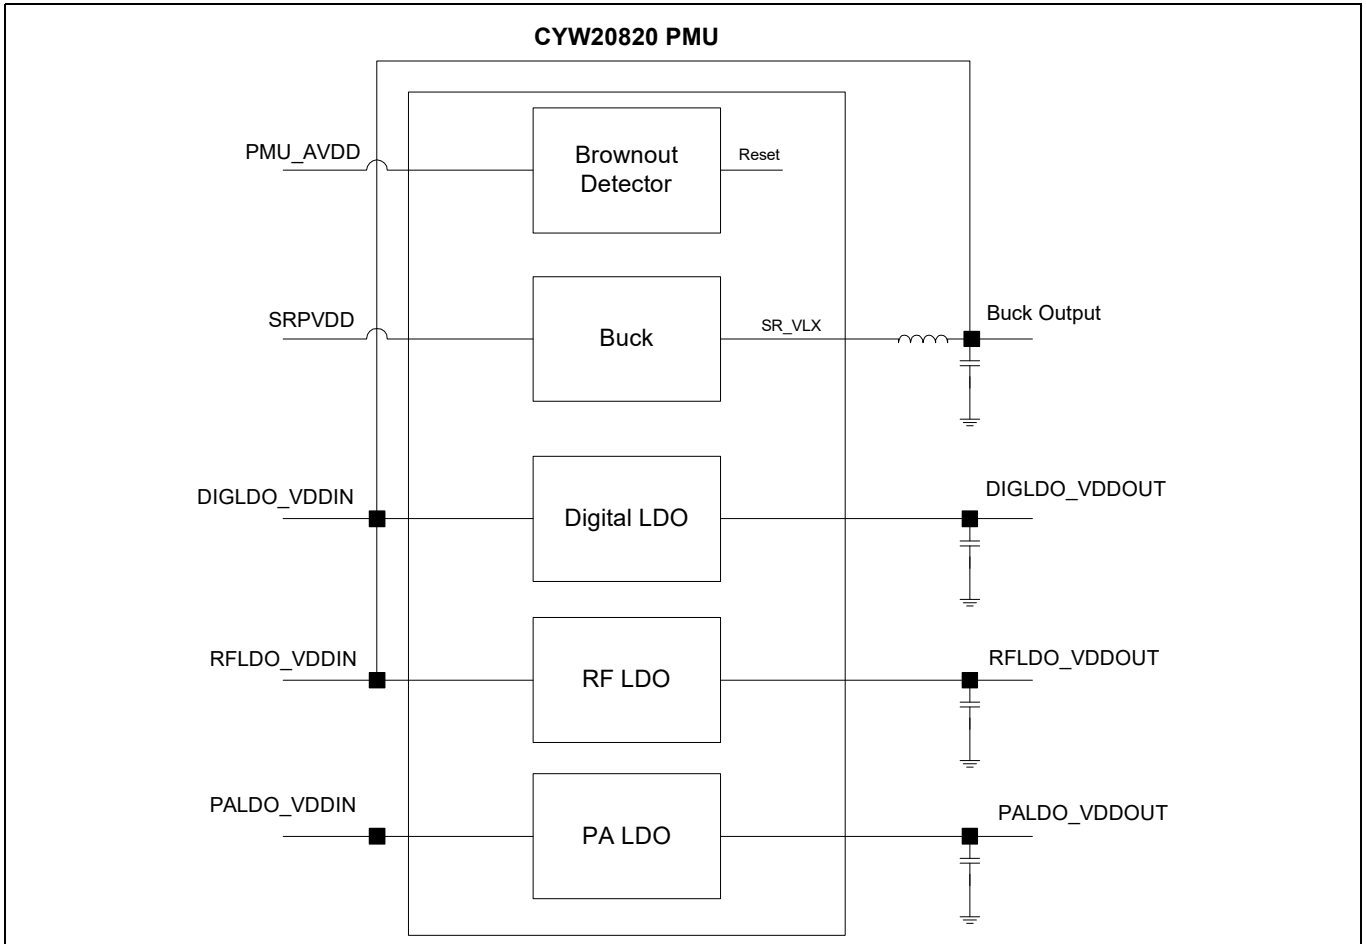 CYW20820 PMU
PMU_AVDD
Brownout
Detector
Reset
SRPVDD
Buck
SR_VLX
Buck Output
DIGLDO_VDDIN
Digital LDO
DIGLDO_VDDOUT
RFLDO_VDDIN
RF LDO
RFLDO_VDDOUT
PALDO_VDDIN
PA LDO
PALDO_VDDOUT